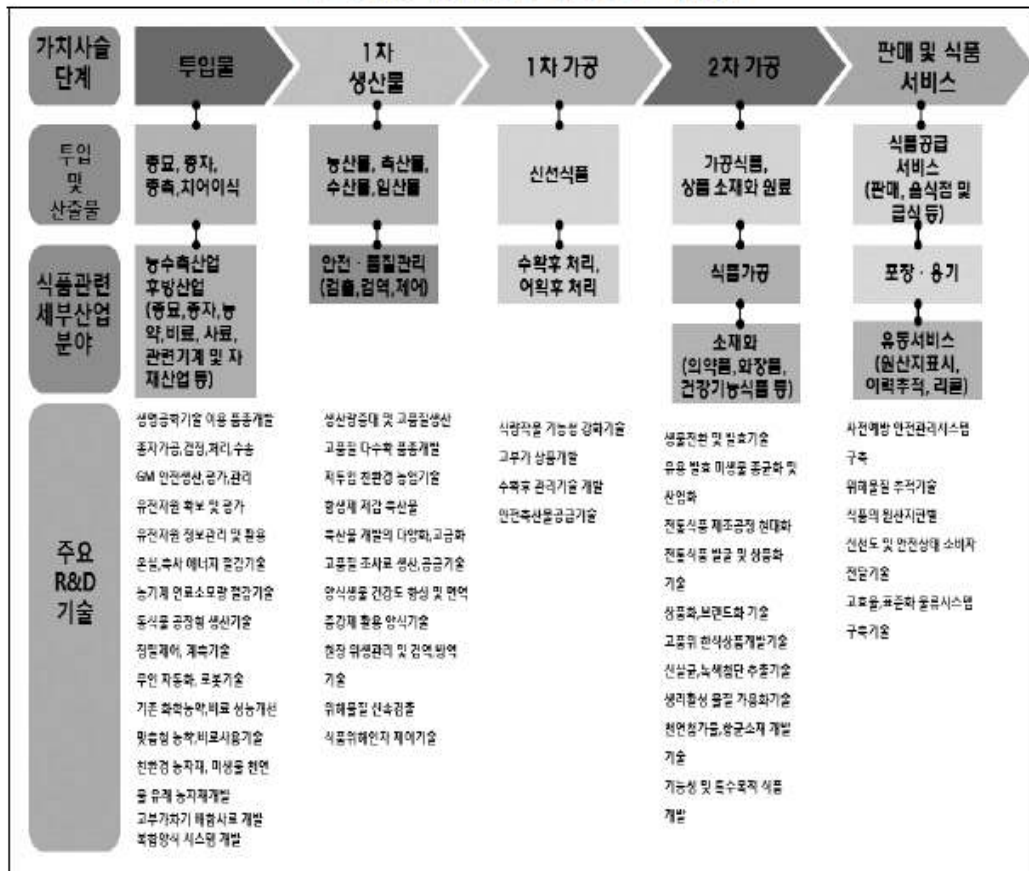 가치사슬
단계
투입물
1차
생산물
1차 가공
2차 가공
판매 및 식품
서비스
투입
및
산출물
종묘, 종자,
종축,치어이식
농산물, 축산물,
수산물,임산물
신선식품
가공식품,
상품 소재화 원료
식품공급
서비스
(판매, 음식점 및
급식 등)
식품관련
세부산업
분야
농수축산업
후방산업
(종묘,종자,농
약,비료, 사료,
관련기계 및 자
재산업 등)
안전 · 품질관리
(검출,검역,제어)
수확후 처리,
어획후 처리
식품가공
소재화
(의약품,화장품,
건강기능식품 등)
포장 · 용기
유통서비스
(원산지표시,
이력추적, 리콜)
주요
R&D
기술
생명공학기술 이용 품종개발
종자가공,검정,처리,수송
GM 안전생산,평가,관리
유전자원 확보 및 평가
유전자원 정보관리 및 활용
온실,축사 에너지 절감기술
농기계 연료소모량 절감기술
동식물 공장형 생산기술
정밀제어, 계측기술
무인 자동화, 로봇기술
기존 화학농약,비료 성능개선
맞춤형 농약,비료사용기술
친환경 농자재, 미생물 천연
물 유래 농자재개발
고부가가치 배합사료 개발
복합양식 시스템 개발
생산량증대 및 고품질생산
고품질 다수확 품종개발
저투입 친환경 농업기술
항생제 저감 축산물
축산물 개발의 다양화,고급화
고품질 조사료 생산,공급기술
양식생물 건강도 향상 및 면역
증강제 활용 양식기술
현장 위생관리 및 검역,방역
기술
위해물질 신속검출
식품위해인자 제어기술
식량작물 기능성 강화기술
고부가 상품개발
수확후 관리기술 개발
안전축산물공급기술
생물전환 및 발효기술
유용 발효 미생물 종균화 및
산업화
전통식품 제조공정 현대화
전통식품 발굴 및 상품화
기술
상품화,브랜드화 기술
고품위 한식상품개발기술
신살균,녹색첨단 추출기술
생리활성 물질 가용화기술
천연첨가물,항균소재 개발
기술
기능성 및 특수목적 식품
개발
사전예방 안전관리시스템
구축
위해물질 추적기술
식품의 원산지판별
신선도 및 안전상태 소비자
전달기술
고효율,표준화 물류시스템
구축기술